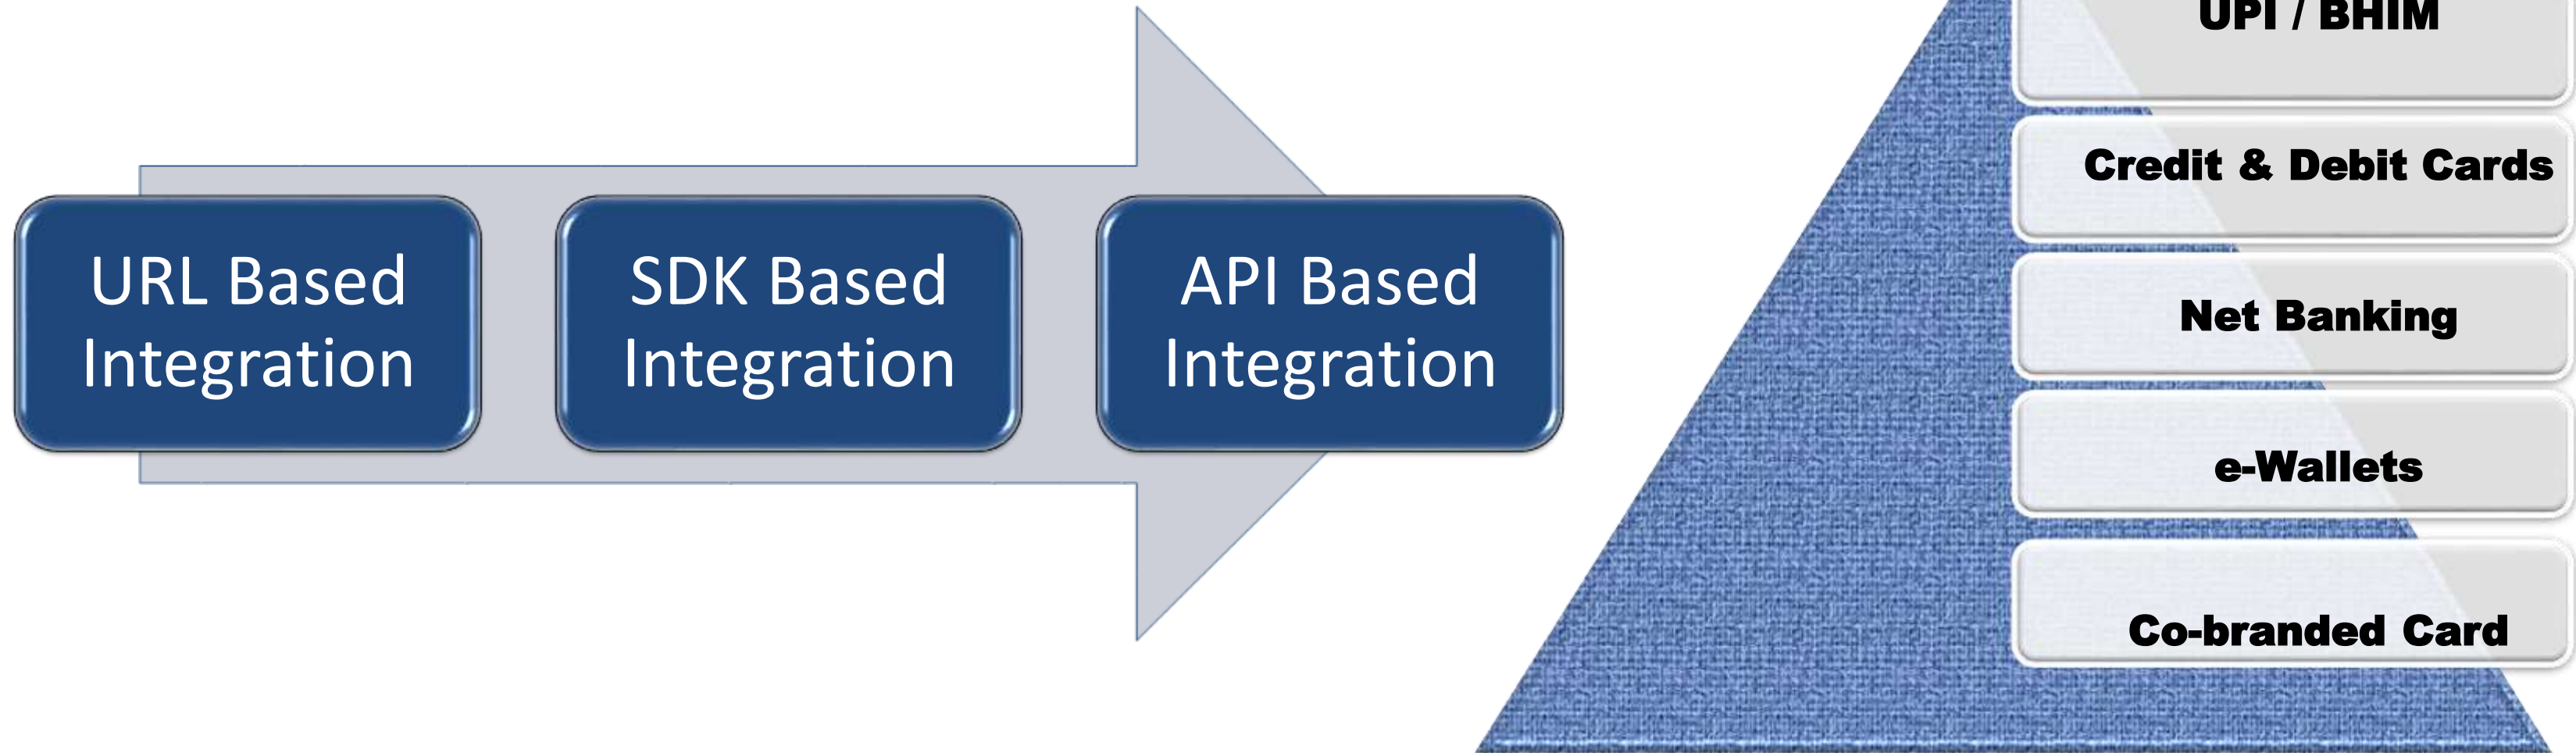 URL Based
Integration
SDK Based
Integration
API Based
Integration
UPI / BHIM
Credit & Debit Cards
Net Banking
e-Wallets
Co-branded Card